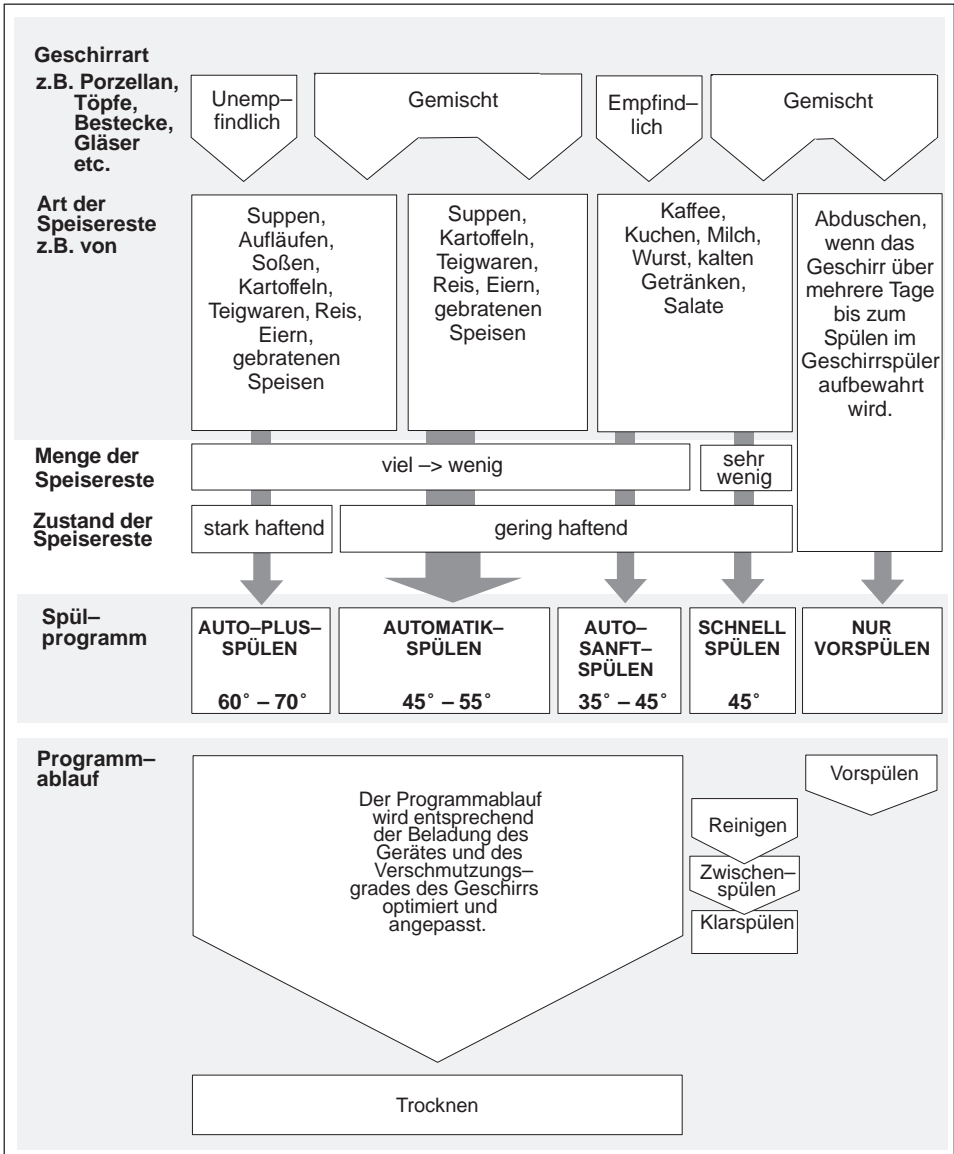 Geschirrart
z.B. Porzellan,
Töpfe,
Bestecke,
Gläser
etc.
Unemp–
findlich
Gemischt
Empfind–
lich
Gemischt
Art der
Speisereste
z.B. von
Suppen,
Aufläufen,
Soßen,
Kartoffeln,
Teigwaren, Reis,
Eiern,
gebratenen
Speisen
Suppen,
Kartoffeln,
Teigwaren,
Reis, Eiern,
gebratenen
Speisen
Kaffee,
Kuchen, Milch,
Wurst, kalten
Getränken,
Salate
Abduschen,
wenn das
Geschirr über
mehrere Tage
bis zum
Spülen im
Geschirrspüler
aufbewahrt
wird.
Menge der
Speisereste
viel –> wenig
sehr
wenig
Zustand der
Speisereste
stark haftend
gering haftend
Spül–
programm
AUTO–PLUS–
SPÜLEN
60° – 70°
AUTOMATIK–
SPÜLEN
45° – 55°
AUTO–
SANFT–
SPÜLEN
35° – 45°
SCHNELL
SPÜLEN
45°
NUR
VORSPÜLEN
Programm–
ablauf
Der Programmablauf
wird entsprechend
der Beladung des
Gerätes und des
Verschmutzungs–
grades des Geschirrs
optimiert und
angepasst.
Reinigen
Zwischen–
spülen
Klarspülen
Vorspülen
Trocknen